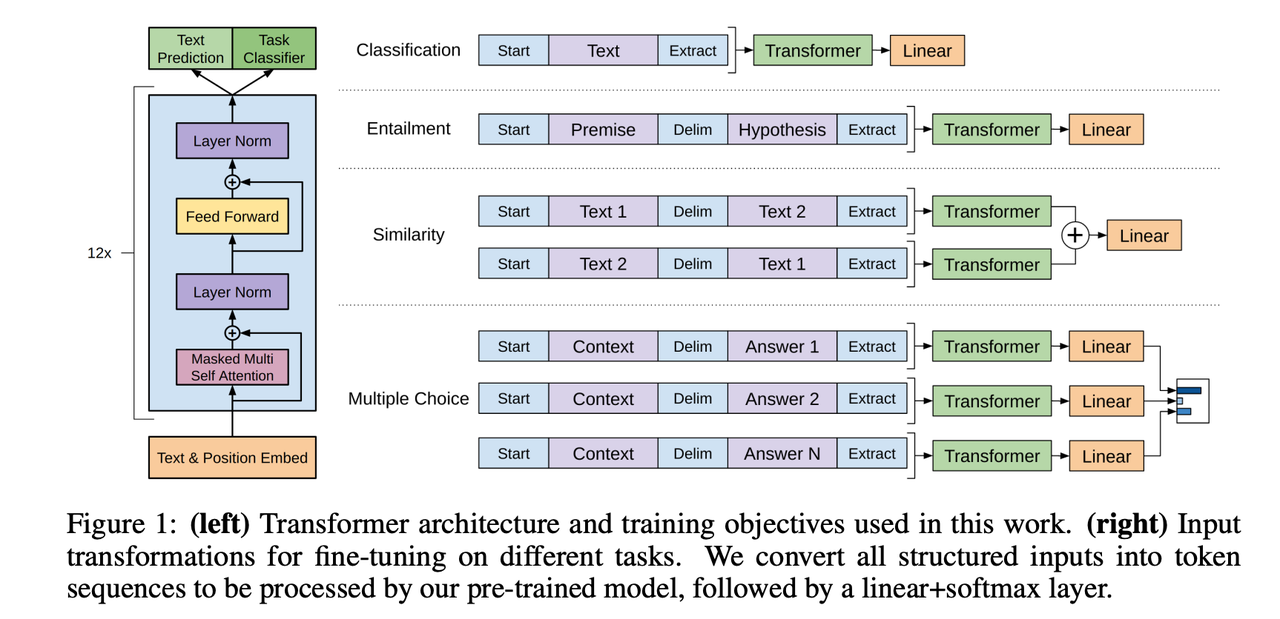 Text
Prediction
Task
Classifier
Layer Norm
Feed Forward
12x
Layer Norm
Masked Multi
Self Attention
Text & Position Embed
Classification
Start
Text
Extract
Transformer
Linear
Entailment
Start
Premise
Delim
Hypothesis
Extract
Transformer
Linear
Similarity
Start
Text 1
Delim
Text 2
Extract
Transformer
Start
Text 2
Delim
Text 1
Extract
Transformer
+
Linear
Multiple Choice
Start
Context
Delim
Answer 1
Extract
Transformer
Linear
Start
Context
Delim
Answer 2
Extract
Transformer
Linear
Start
Context
Delim
Answer N
Extract
Transformer
Linear
Figure 1: (left) Transformer architecture and training objectives used in this work. (right) Input
transformations for fine-tuning on different tasks. We convert all structured inputs into token
sequences to be processed by our pre-trained model, followed by a linear+softmax layer.